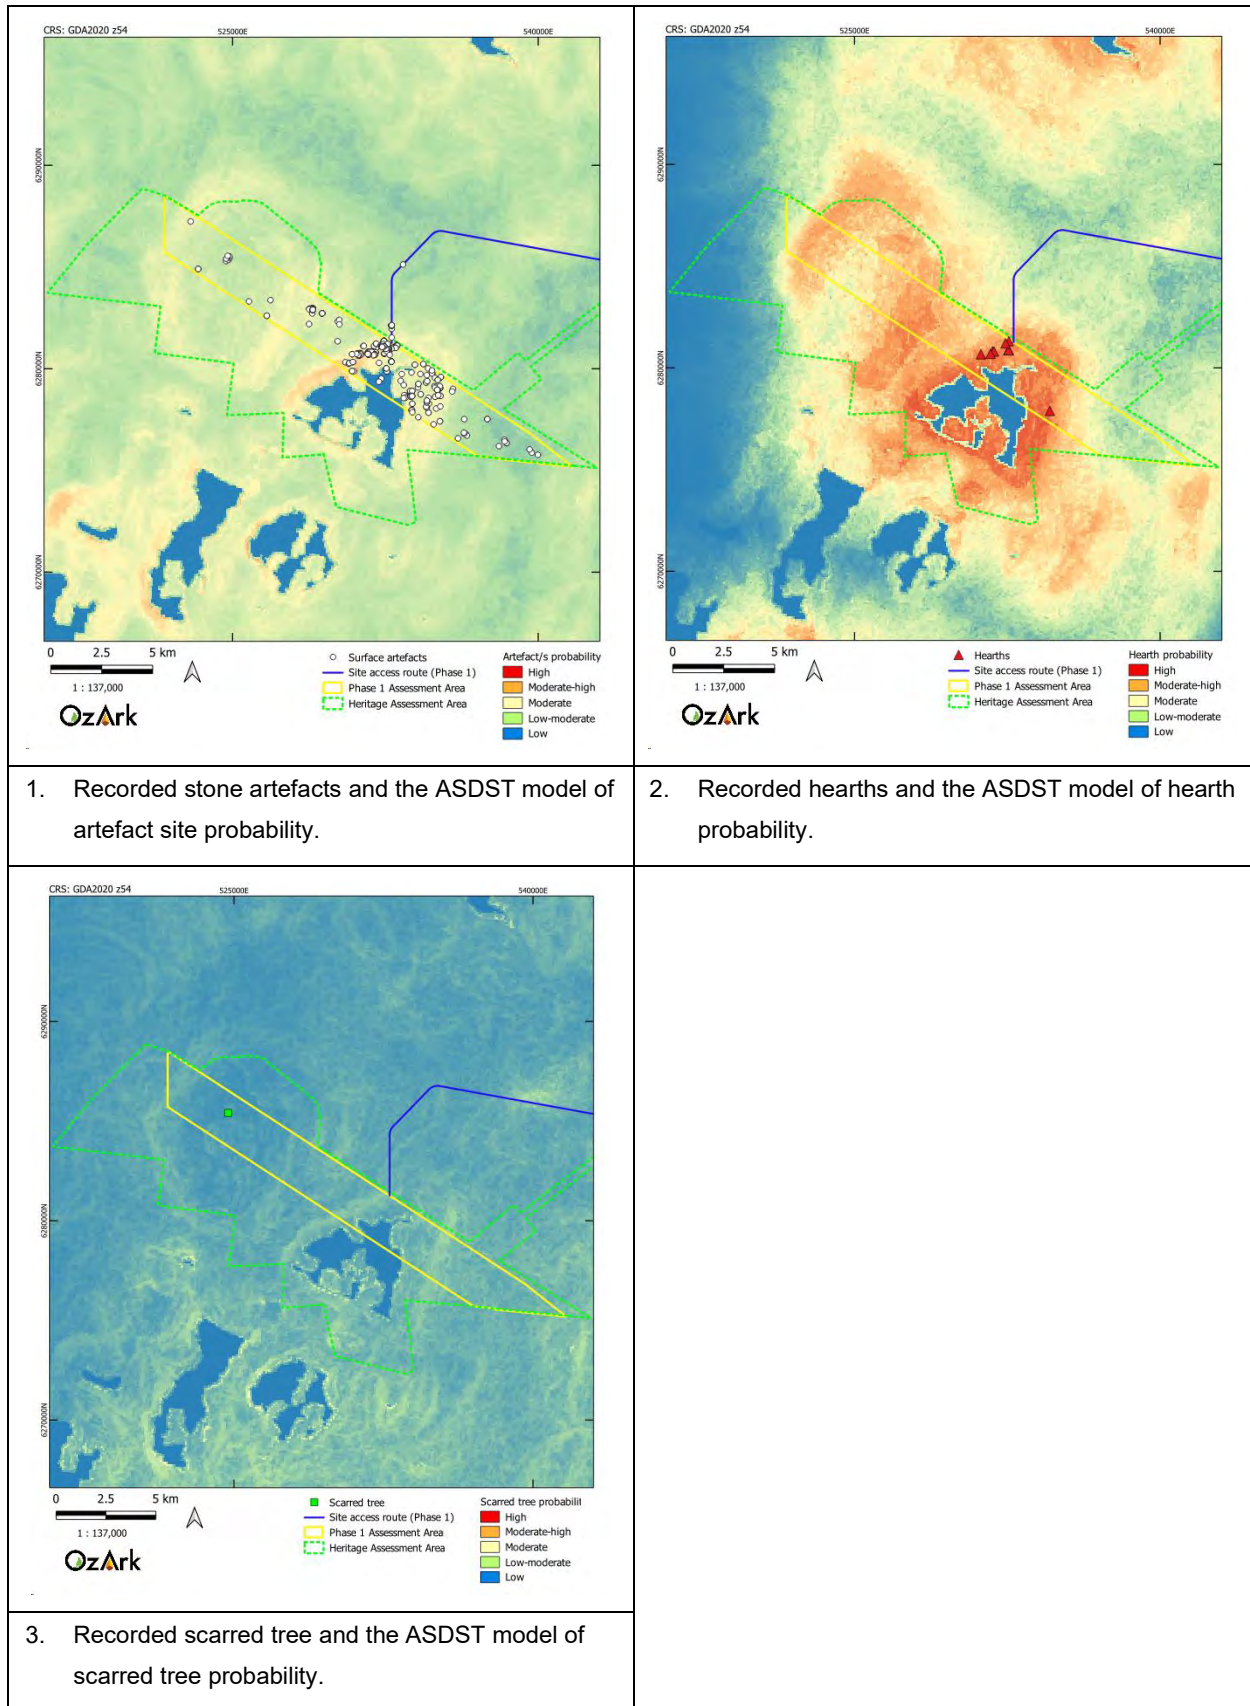 CRS: GDA2020 z54
525000E
540000E
6290000N
6280000N
6270000N
0 2.5 5 km
1 : 137,000
OzArk
Surface artefacts
Site access route (Phase 1)
Phase 1 Assessment Area
Heritage Assessment Area
Artefact/s probability
High
Moderate-high
Moderate
Low-moderate
Low
CRS: GDA2020 z54
525000E
540000E
6290000N
6280000N
6270000N
0 2.5 5 km
1 : 137,000
OzArk
Hearths
Site access route (Phase 1)
Phase 1 Assessment Area
Heritage Assessment Area
Hearth probability
High
Moderate-high
Moderate
Low-moderate
Low
1. Recorded stone artefacts and the ASDST model of
artefact site probability.
2. Recorded hearths and the ASDST model of hearth
probability.
CRS: GDA2020 z54
525000E
540000E
6290000N
6280000N
6270000N
0 2.5 5 km
1 : 137,000
OzArk
Scarred tree
Site access route (Phase 1)
Phase 1 Assessment Area
Heritage Assessment Area
Scarred tree probabilit
High
Moderate-high
Moderate
Low-moderate
Low
3. Recorded scarred tree and the ASDST model of
scarred tree probability.